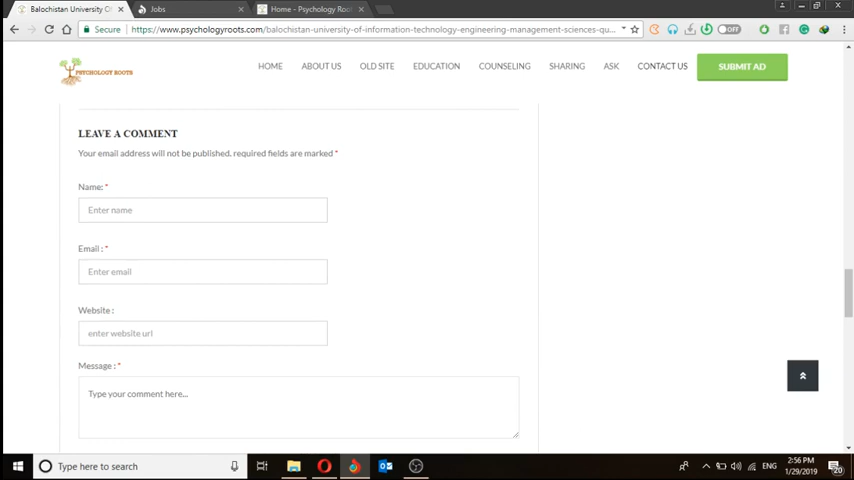 Balochistan University O
Jobs
Home - Psychology Roo
Secure
https://www.psychologyroots.com/balochistan-university-of-information-technology-engineering-management-sciences-qu...
OFF
PSYCHOLOGY ROOTS
HOME
ABOUT US
OLD SITE
EDUCATION
COUNSELING
SHARING
ASK
CONTACT US
SUBMIT AD
LEAVE A COMMENT
Your email address will not be published, required fields are marked *
Name: *
Enter name
Email : *
Enter email
Website :
enter website url
Message : *
Type your comment here...
Type here to search
ENG
2:56 PM
1/29/2019
20